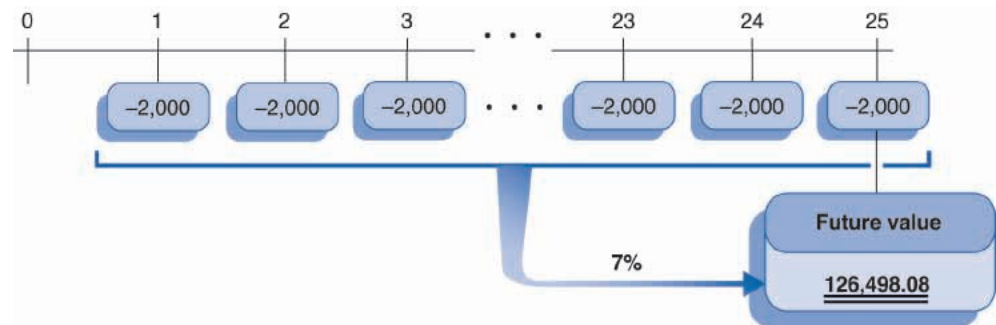 0 1 2 3 • • • 23 24 25
–2,000 –2,000 –2,000 • • • –2,000 –2,000 –2,000
Future value
7%
126,498.08